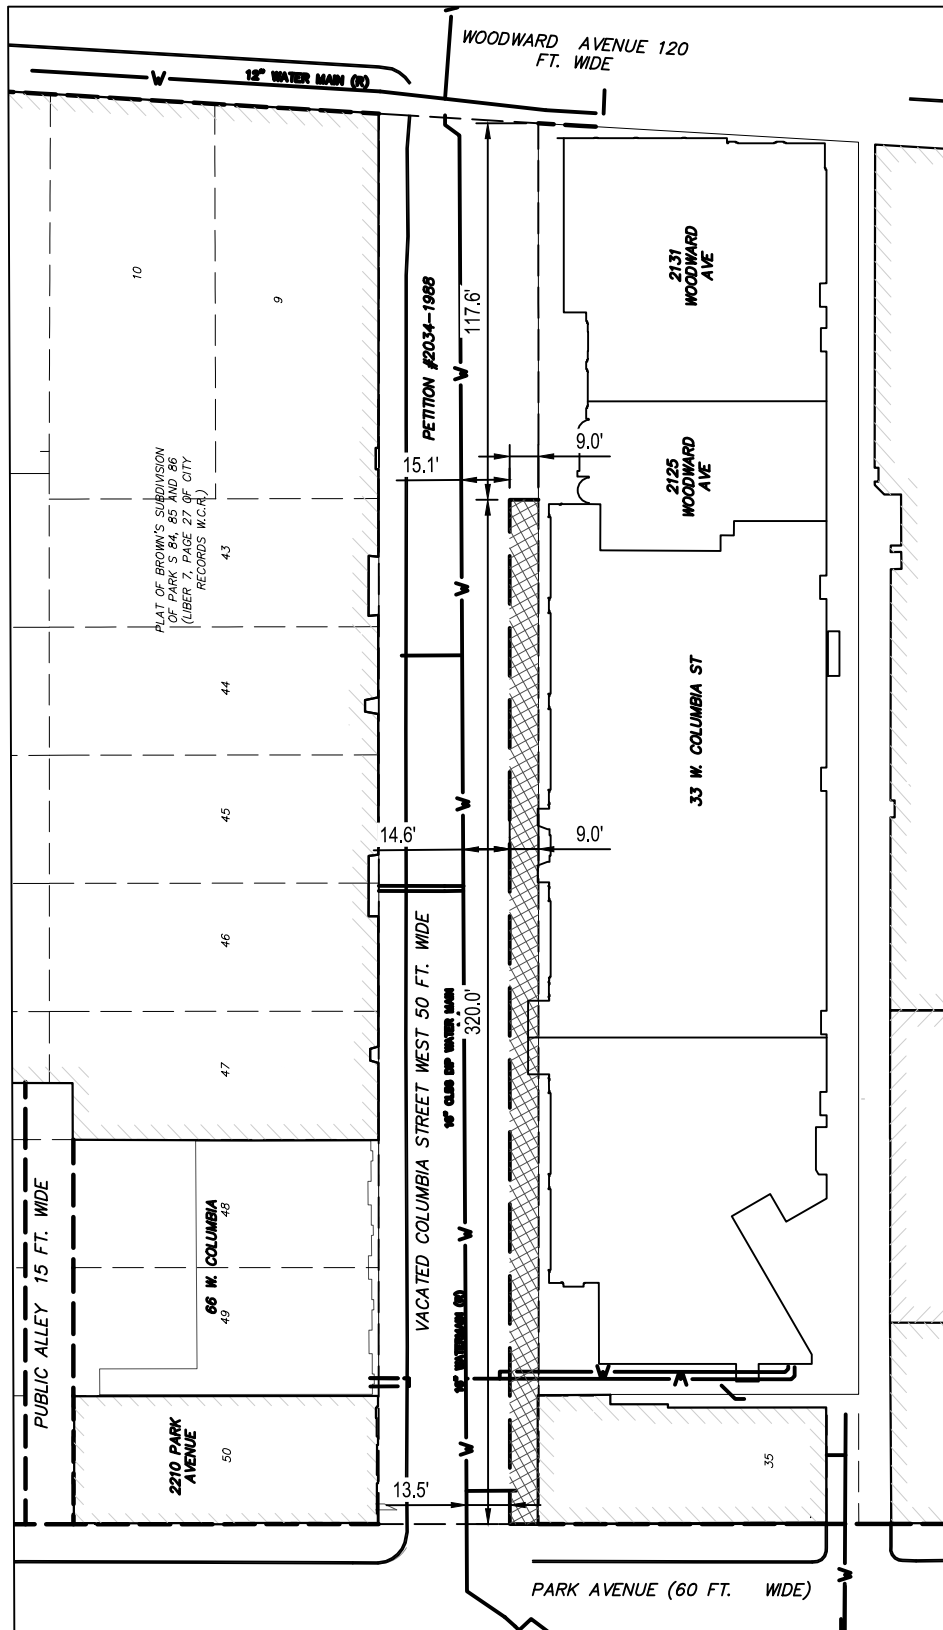 WOODWARD AVENUE 120
FT. WIDE
W
12" WATER MAIN (R)
10
9
2131
WOODWARD
AVE
PETITION #2034-1988
117.6'
W
9.0'
15.1'
2125
WOODWARD
AVE
PLAT OF BROWN'S SUBDIVISION
OF PARK S 84, 85 AND 86
(LIBER 7, PAGE 27 OF CITY
RECORDS W.C.R.)
43
W
44
33 W. COLUMBIA ST
45
W
14.6'
9.0'
46
VACATED COLUMBIA STREET WEST 50 FT. WIDE
320.0'
47
PUBLIC ALLEY 15 FT. WIDE
66 W. COLUMBIA
48
49
W
16" WATERMAIN (R)
W
W
2210 PARK
AVENUE
50
W
35
13.5'
PARK AVENUE (60 FT. WIDE)
W